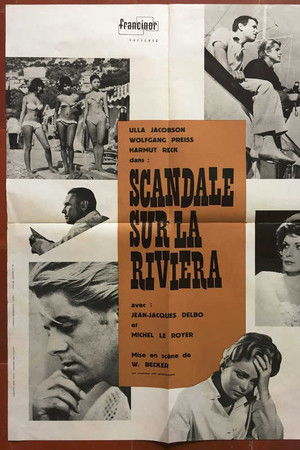 francinor
présente
ULLA JACOBSON
WOLFGANG PREISS
HARMUT RECK
dans :
SCANDALE
SUR LA
RIVIERA
avec :
JEAN-JACQUES DELBO
et
MICHEL LE ROYER
Mise en scène de
W. BECKER